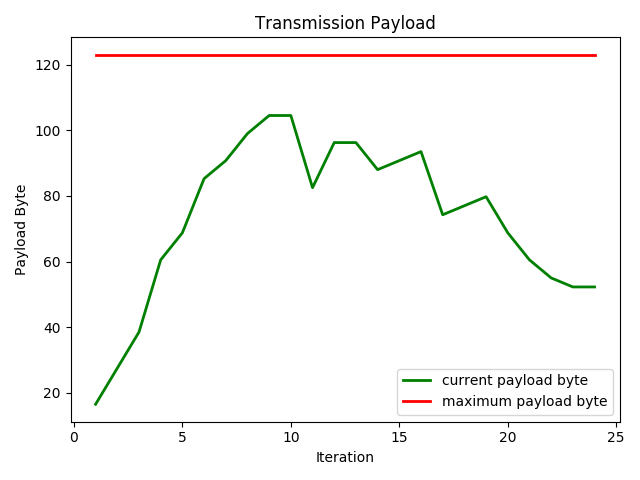 Transmission Payload
Payload Byte
120
100
80
60
40
20
0
5
10
15
20
25
Iteration
current payload byte
maximum payload byte